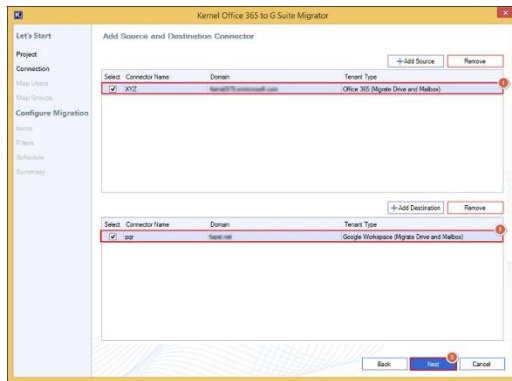 Kernel Office 365 to G Suite Migrator
Let's Start
Project
Connection
Map Users
Map Groups
Configure Migration
Items
Filters
Schedule
Summary
Add Source and Destination Connector
+Add Source Remove
Select Connector Name Domain Tenant Type
XYZ Office 365 (Migrate Drive and Mailbox) 1
+Add Destination Remove
Select Connector Name Domain Tenant Type
pqr Google Workspace (Migrate Drive and Mailbox) 2
Back Next 3 Cancel